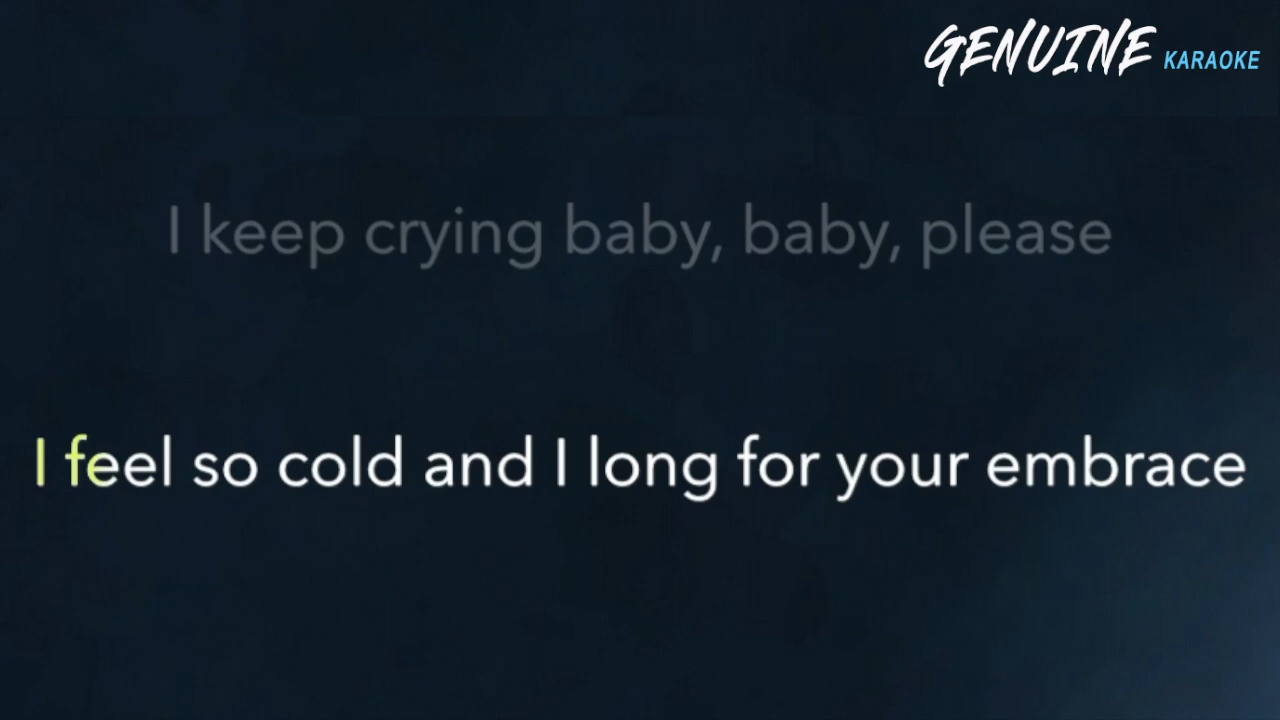 GENUINE KARAOKE
I keep crying baby, baby, please
I feel so cold and I long for your embrace